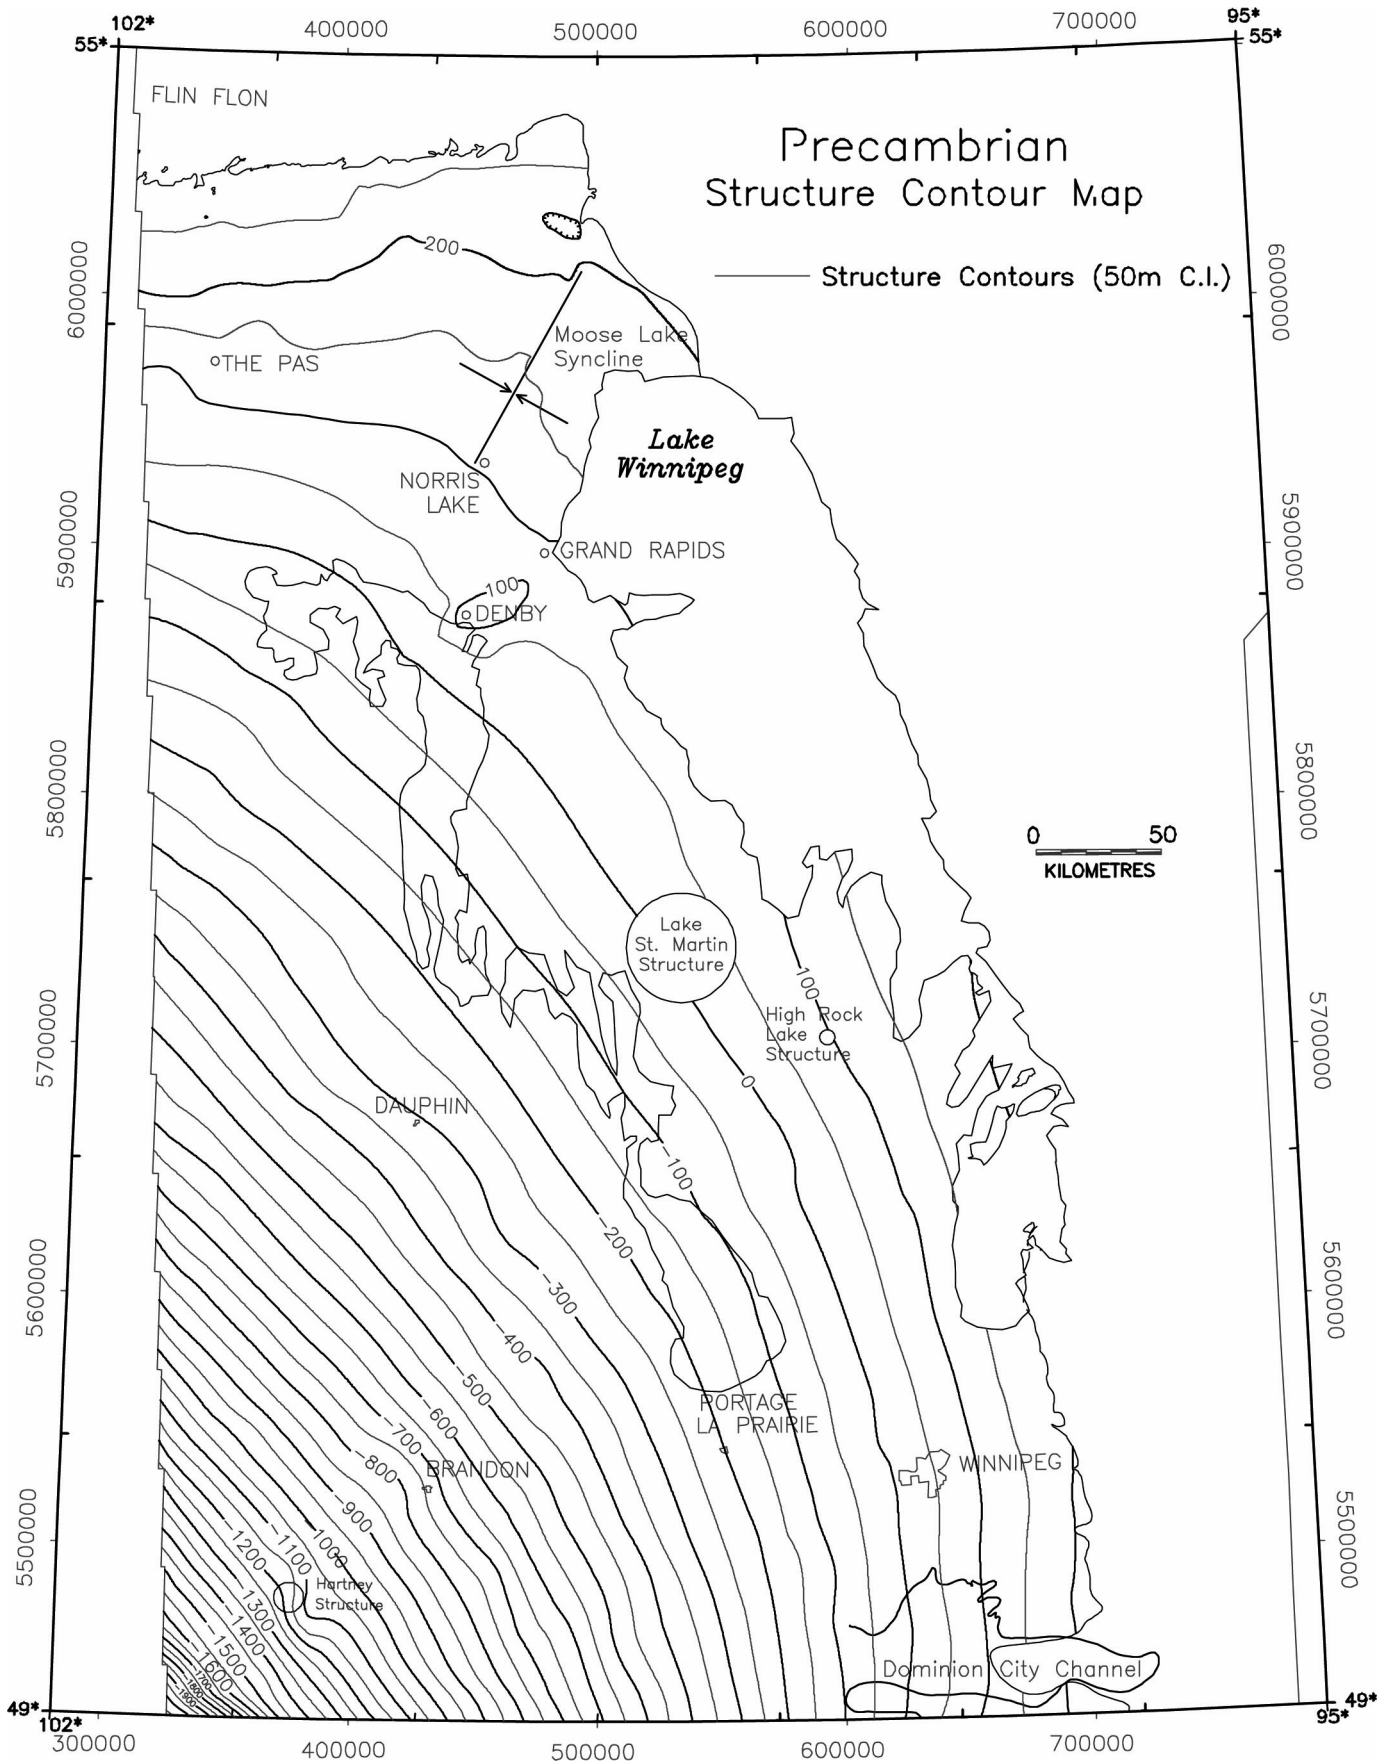 102*
400000
500000
600000
700000
95*
55*
55*
FLIN FLON
Precambrian
Structure Contour Map
200
Structure Contours (50m C.I.)
6000000
6000000
Moose Lake
Syncline
THE PAS
Lake
Winnipeg
NORRIS
LAKE
5900000
5900000
GRAND RAPIDS
100
DENBY
5800000
5800000
0 50
KILOMETRES
Lake
St. Martin
Structure
100
High Rock
Lake
Structure
5700000
5700000
0
DAUPHIN
-100
-200
5600000
5600000
-300
-400
-500
-600
-700
-800
PORTAGE
LA PRAIRIE
BRANDON
WINNIPEG
5500000
5500000
-900
-1000
-1100
-1200
Hartney
Structure
-1300
-1400
-1500
-1600
-1700
-1800
-1900
Dominion City Channel
49*
49*
102*
95*
300000
400000
500000
600000
700000